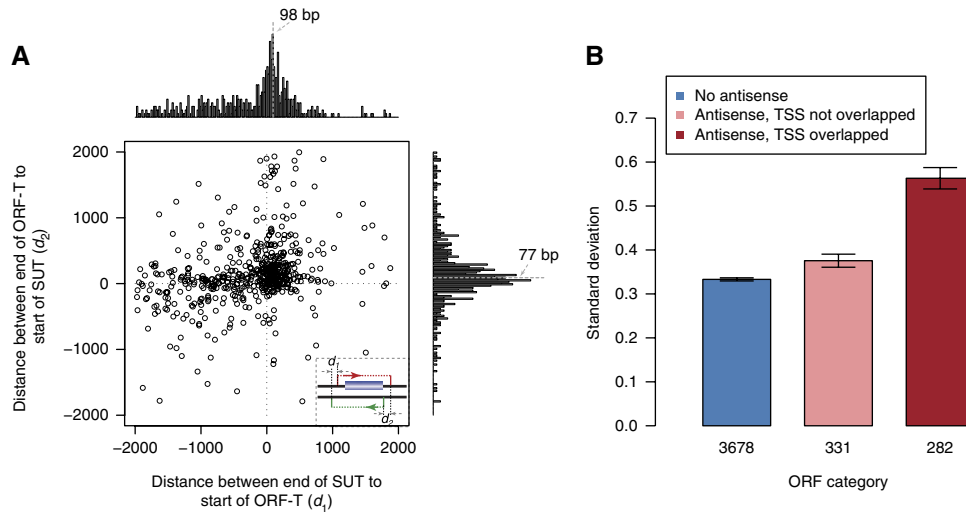 A
98 bp
Distance between end of ORF-T to
start of SUT (d2)
2000
1000
0
−1000
−2000
−2000
−1000
0
1000
2000
Distance between end of SUT to
start of ORF-T (d1)
d1
d2
77 bp
B
No antisense
Antisense, TSS not overlapped
Antisense, TSS overlapped
Standard deviation
0.7
0.6
0.5
0.4
0.3
0.2
0.1
0.0
3678
331
282
ORF category